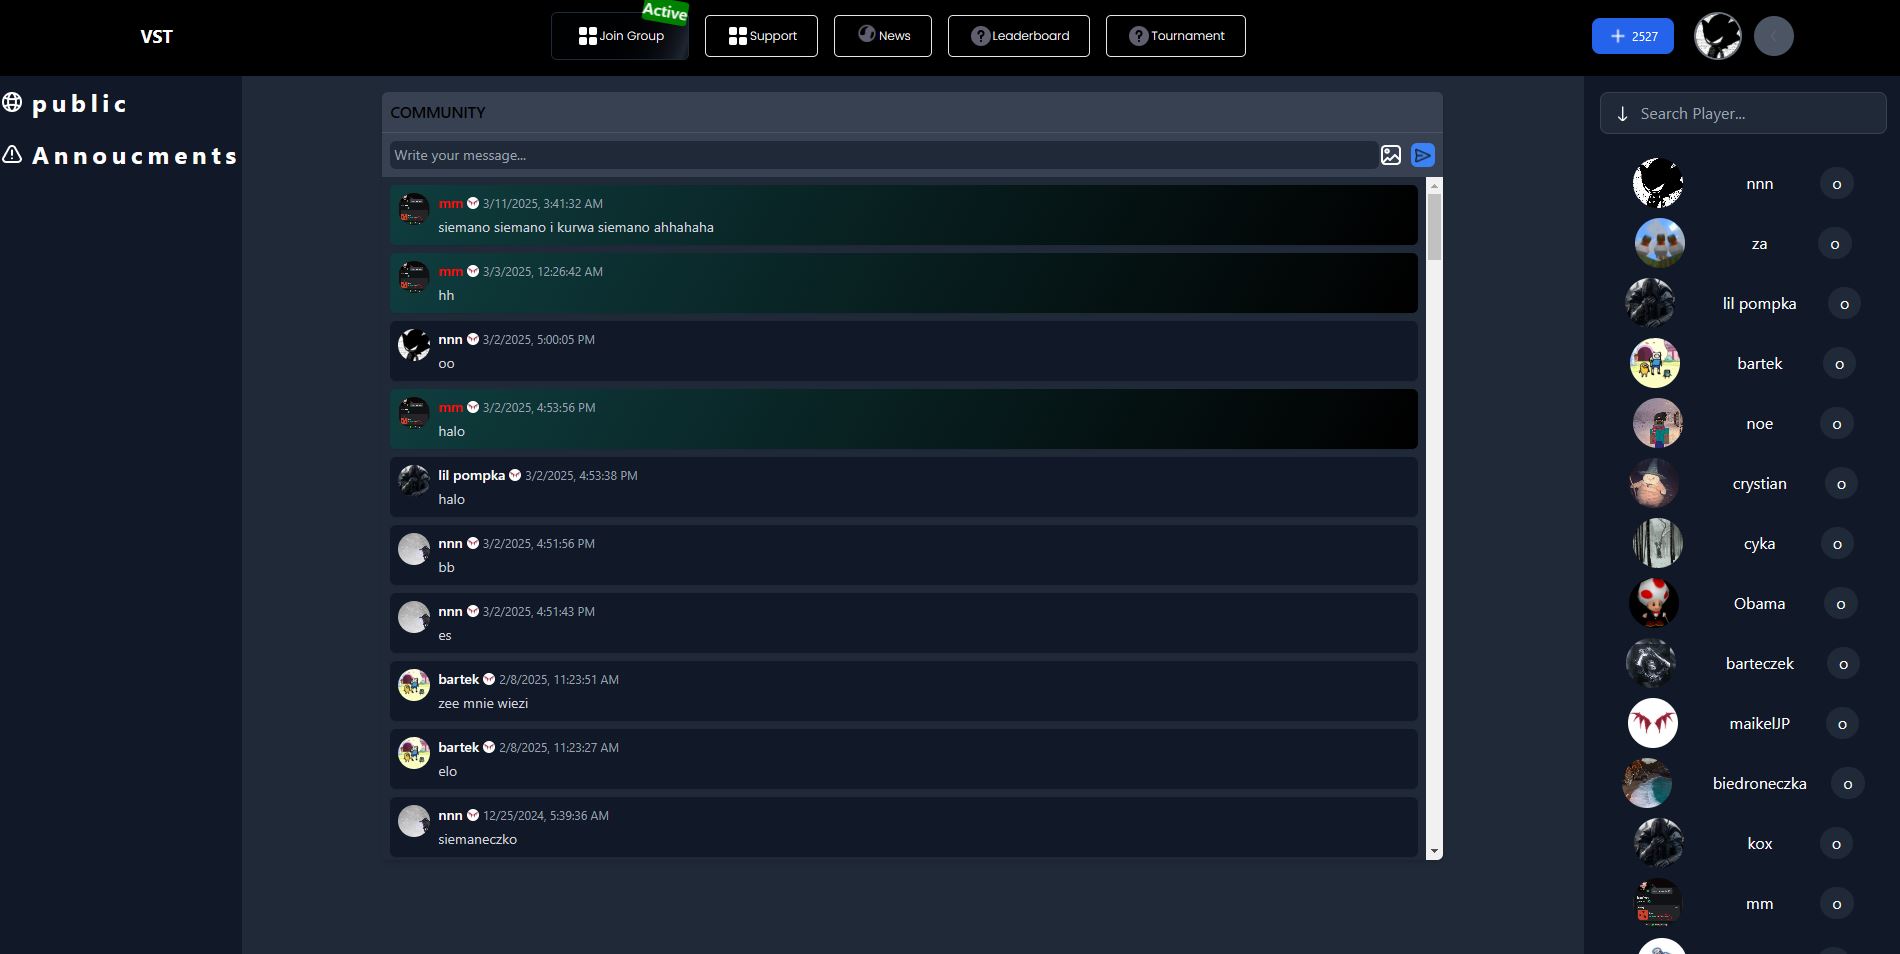 VST
Join Group
Active
Support
News
Leaderboard
Tournament
2527
public
Annoucments
COMMUNITY
Write your message...
mm 3/11/2025, 3:41:32 AM
siemano siemano i kurwa siemano ahhahaha
mm 3/3/2025, 12:26:42 AM
hh
nnn 3/2/2025, 5:00:05 PM
oo
mm 3/2/2025, 4:53:56 PM
halo
lil pompka 3/2/2025, 4:53:38 PM
halo
nnn 3/2/2025, 4:51:56 PM
bb
nnn 3/2/2025, 4:51:43 PM
es
bartek 2/8/2025, 11:23:51 AM
zee mnie wiezi
bartek 2/8/2025, 11:23:27 AM
elo
nnn 12/25/2024, 5:39:36 AM
siemaneczko
Search Player...
nnn o
za o
lil pompka o
bartek o
noe o
crystian o
cyka o
Obama o
barteczek o
maikelJP o
biedroneczka o
kox o
mm o